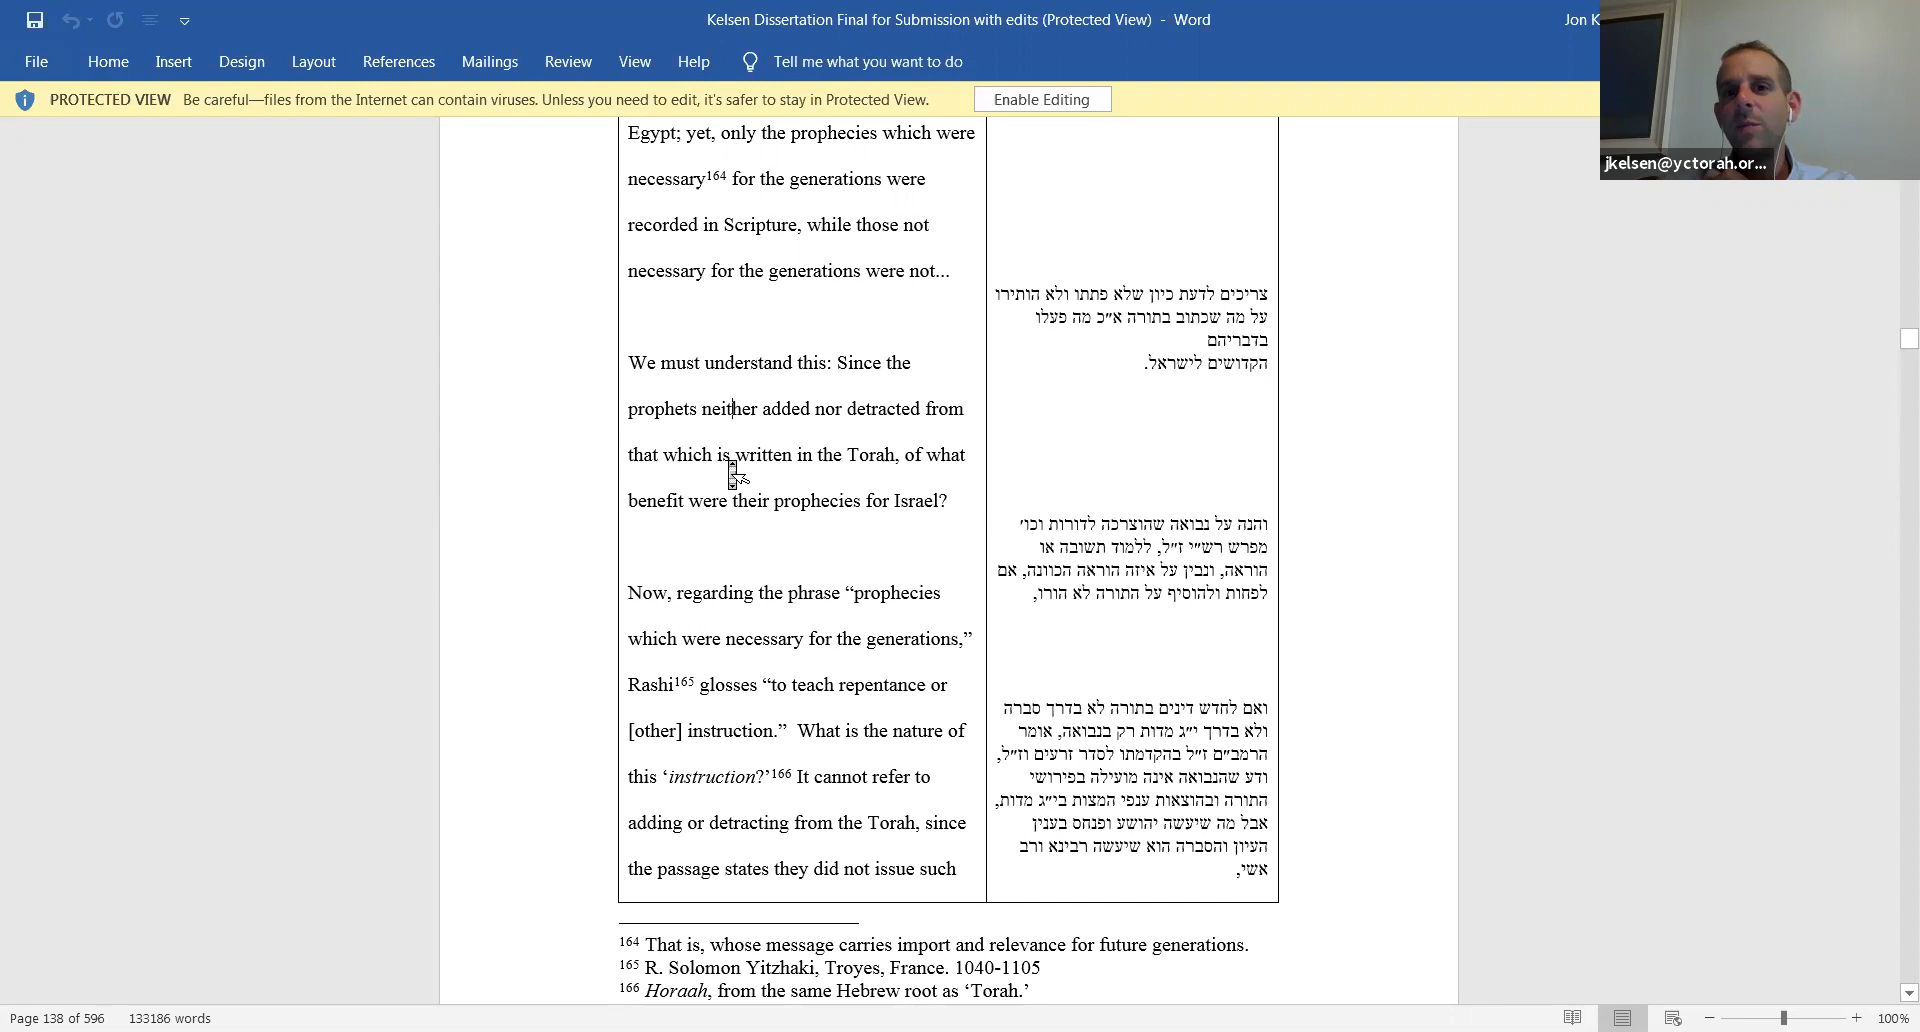 Kelsen Dissertation Final for Submission with edits (Protected View) - Word
Jon K
File Home Insert Design Layout References Mailings Review View Help Tell me what you want to do
PROTECTED VIEW Be careful—files from the Internet can contain viruses. Unless you need to edit, it's safer to stay in Protected View. Enable Editing
jkelsen@yctorah.or...
Egypt; yet, only the prophecies which were
necessary164 for the generations were
recorded in Scripture, while those not
necessary for the generations were not...
We must understand this: Since the
prophets neither added nor detracted from
that which is written in the Torah, of what
benefit were their prophecies for Israel?
Now, regarding the phrase “prophecies
which were necessary for the generations,”
Rashi165 glosses “to teach repentance or
[other] instruction.” What is the nature of
this ‘instruction?’166 It cannot refer to
adding or detracting from the Torah, since
the passage states they did not issue such
צריכים לדעת כיון שלא פתתו ולא הותירו
על מה שכתוב בתורה א״כ מה פעלו
בדבריהם
הקדושים לישראל.
והנה על נבואה שהוצרכה לדורות וכו׳
מפרש רש״י ז״ל, ללמוד תשובה או
הוראה, ונבין על איזה הוראה הכוונה, אם
לפחות ולהוסיף על התורה לא הורו,
ואם לחדש דינים בתורה לא בדרך סברה
ולא בדרך י״ג מדות רק בנבואה, אומר
הרמב״ם ז״ל בהקדמתו לסדר זרעים וז״ל,
ודע שהנבואה אינה מועילה בפירושי
התורה ובהוצאות ענפי המצות בי״ג מדות,
אבל מה שיעשה יהושע ופנחס בענין
העיון והסברה הוא שיעשה רבינא ורב
אשי,
164 That is, whose message carries import and relevance for future generations.
165 R. Solomon Yitzhaki, Troyes, France. 1040-1105
166 Horaah, from the same Hebrew root as ‘Torah.’
Page 138 of 596 133186 words 100%